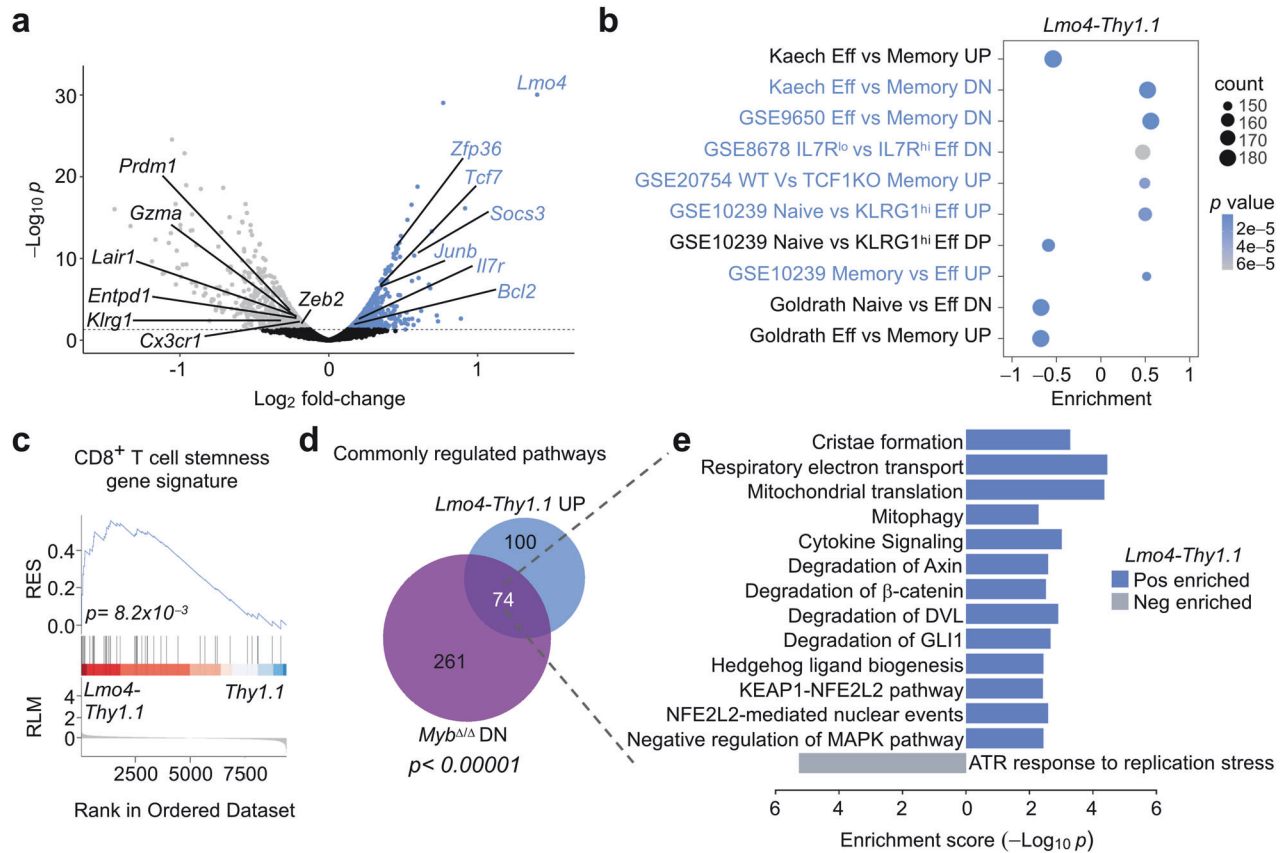 a
−Log10 p
30
20
10
0
Lmo4
Zfp36
Tcf7
Socs3
Junb
Il7r
Bcl2
Prdm1
Gzma
Lair1
Entpd1
Klrg1
Cx3cr1
Zeb2
-1
0
1
Log2 fold-change
b
Lmo4-Thy1.1
Kaech Eff vs Memory UP
Kaech Eff vs Memory DN
GSE9650 Eff vs Memory DN
GSE8678 IL7Rlo vs IL7Rhi Eff DN
GSE20754 WT Vs TCF1KO Memory UP
GSE10239 Naive vs KLRG1hi Eff UP
GSE10239 Naive vs KLRG1hi Eff DP
GSE10239 Memory vs Eff UP
Goldrath Naive vs Eff DN
Goldrath Eff vs Memory UP
−1 −0.5 0 0.5 1
Enrichment
count
150
160
170
180
p value
2e−5
4e−5
6e−5
c
CD8+ T cell stemness
gene signature
RES
0.4
0.2
0.0
p= 8.2x10−3
Lmo4-
Thy1.1
Thy1.1
RLM
4
2
0
2500 5000 7500
Rank in Ordered Dataset
d
Commonly regulated pathways
Lmo4-Thy1.1 UP
100
74
261
MybΔ/Δ DN
p< 0.00001
e
Cristae formation
Respiratory electron transport
Mitochondrial translation
Mitophagy
Cytokine Signaling
Degradation of Axin
Degradation of β-catenin
Degradation of DVL
Degradation of GLI1
Hedgehog ligand biogenesis
KEAP1-NFE2L2 pathway
NFE2L2-mediated nuclear events
Negative regulation of MAPK pathway
ATR response to replication stress
6 4 2 0 2 4 6
Enrichment score (−Log10 p)
Lmo4-Thy1.1
Pos enriched
Neg enriched